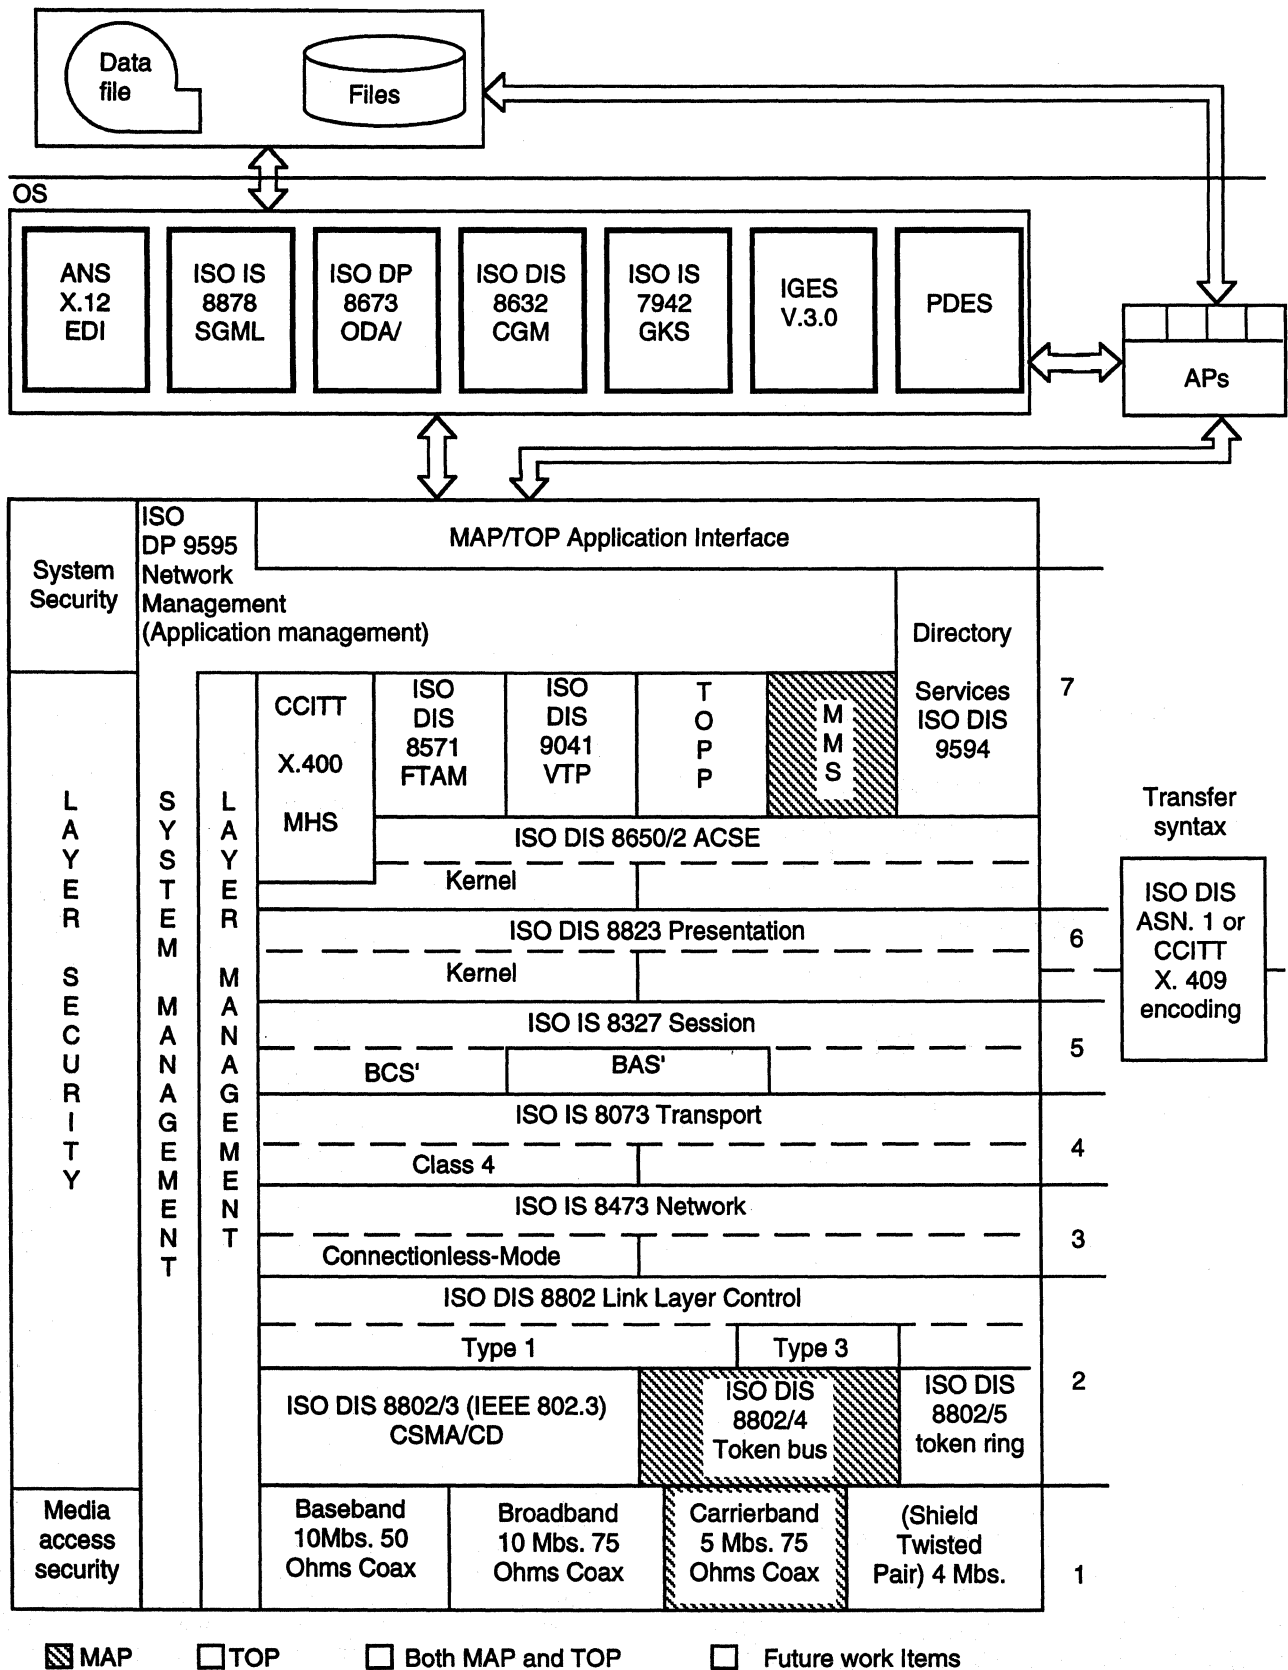 Data
file
Files
OS
ANS
X.12
EDI
ISO IS
8878
SGML
ISO DP
8673
ODA/
ISO DIS
8632
CGM
ISO IS
7942
GKS
IGES
V.3.0
PDES
APs
System
Security
ISO
DP 9595
Network
Management
(Application management)
MAP/TOP Application Interface
Directory
Services
ISO DIS
9594
7
LAYER SECURITY
SYSTEM MANAGEMENT
LAYER MANAGEMENT
CCITT
X.400
MHS
ISO
DIS
8571
FTAM
ISO
DIS
9041
VTP
TOPP
MMS
ISO DIS 8650/2 ACSE
Kernel
Transfer
syntax
ISO DIS
ASN. 1 or
CCITT
X. 409
encoding
ISO DIS 8823 Presentation
Kernel
6
ISO IS 8327 Session
BCS'
BAS'
5
ISO IS 8073 Transport
Class 4
4
ISO IS 8473 Network
Connectionless-Mode
3
ISO DIS 8802 Link Layer Control
Type 1
Type 3
2
ISO DIS 8802/3 (IEEE 802.3)
CSMA/CD
ISO DIS
8802/4
Token bus
ISO DIS
8802/5
token ring
Media
access
security
Baseband
10Mbs. 50
Ohms Coax
Broadband
10 Mbs. 75
Ohms Coax
Carrierband
5 Mbs. 75
Ohms Coax
(Shield
Twisted
Pair) 4 Mbs.
1
MAP
TOP
Both MAP and TOP
Future work Items